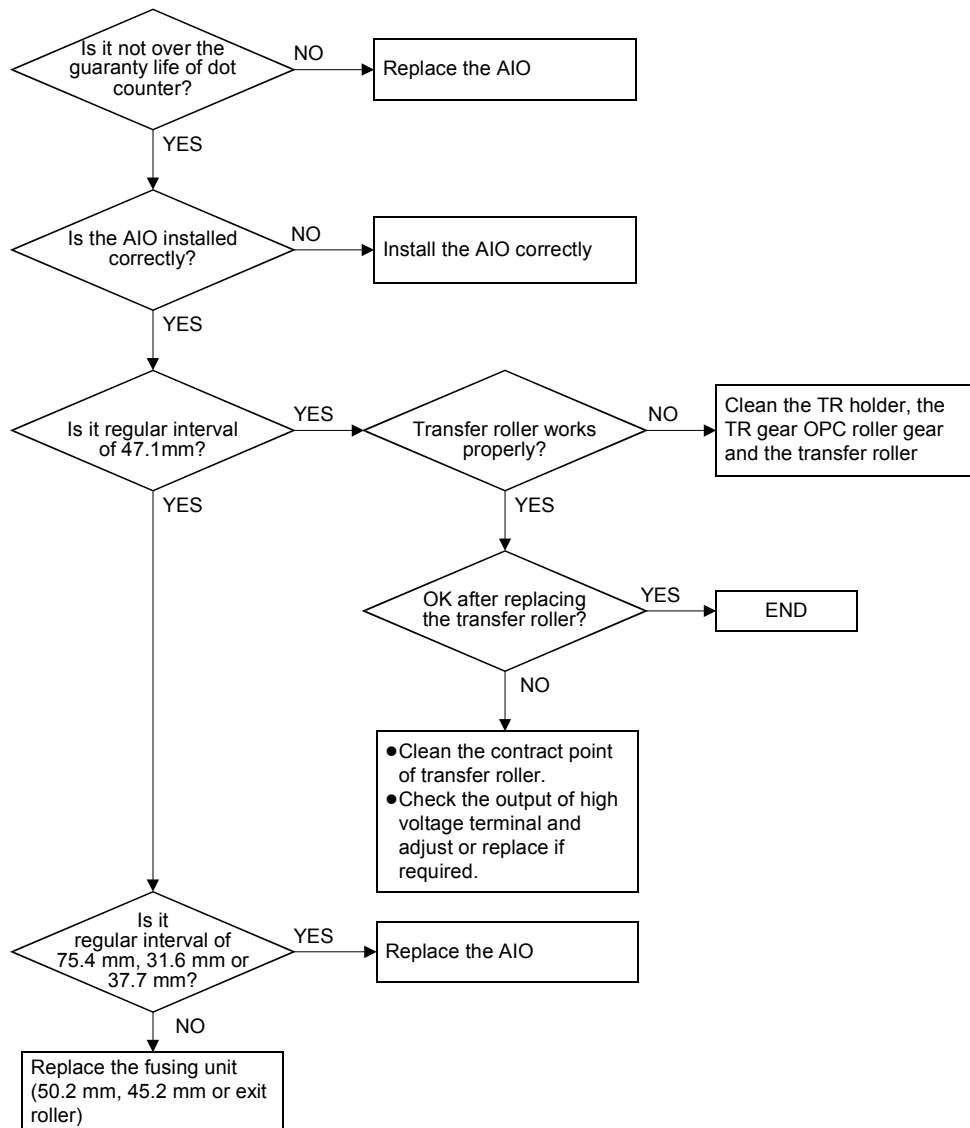 Is it not over the
guaranty life of dot
counter?
NO
Replace the AIO
YES
Is the AIO installed
correctly?
NO
Install the AIO correctly
YES
Is it regular interval
of 47.1mm?
YES
Transfer roller works
properly?
NO
Clean the TR holder, the
TR gear OPC roller gear
and the transfer roller
YES
YES
OK after replacing
the transfer roller?
YES
END
NO
●Clean the contract point
of transfer roller.
●Check the output of high
voltage terminal and
adjust or replace if
required.
Is it
regular interval of
75.4 mm, 31.6 mm or
37.7 mm?
YES
Replace the AIO
NO
Replace the fusing unit
(50.2 mm, 45.2 mm or exit
roller)